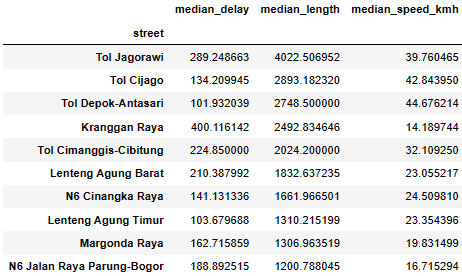 median_delay median_length median_speed_kmh
street
Tol Jagorawi 289.248663 4022.506952 39.760465
Tol Cijago 134.209945 2893.182320 42.843950
Tol Depok-Antasari 101.932039 2748.500000 44.676214
Kranggan Raya 400.116142 2492.834646 14.189744
Tol Cimanggis-Cibitung 224.850000 2024.200000 32.109250
Lenteng Agung Barat 210.387992 1832.637235 23.055217
N6 Cinangka Raya 141.131336 1661.966501 24.509810
Lenteng Agung Timur 103.679688 1310.215199 23.354396
Margonda Raya 162.715859 1306.963519 19.831499
N6 Jalan Raya Parung-Bogor 188.892515 1200.788045 16.715294